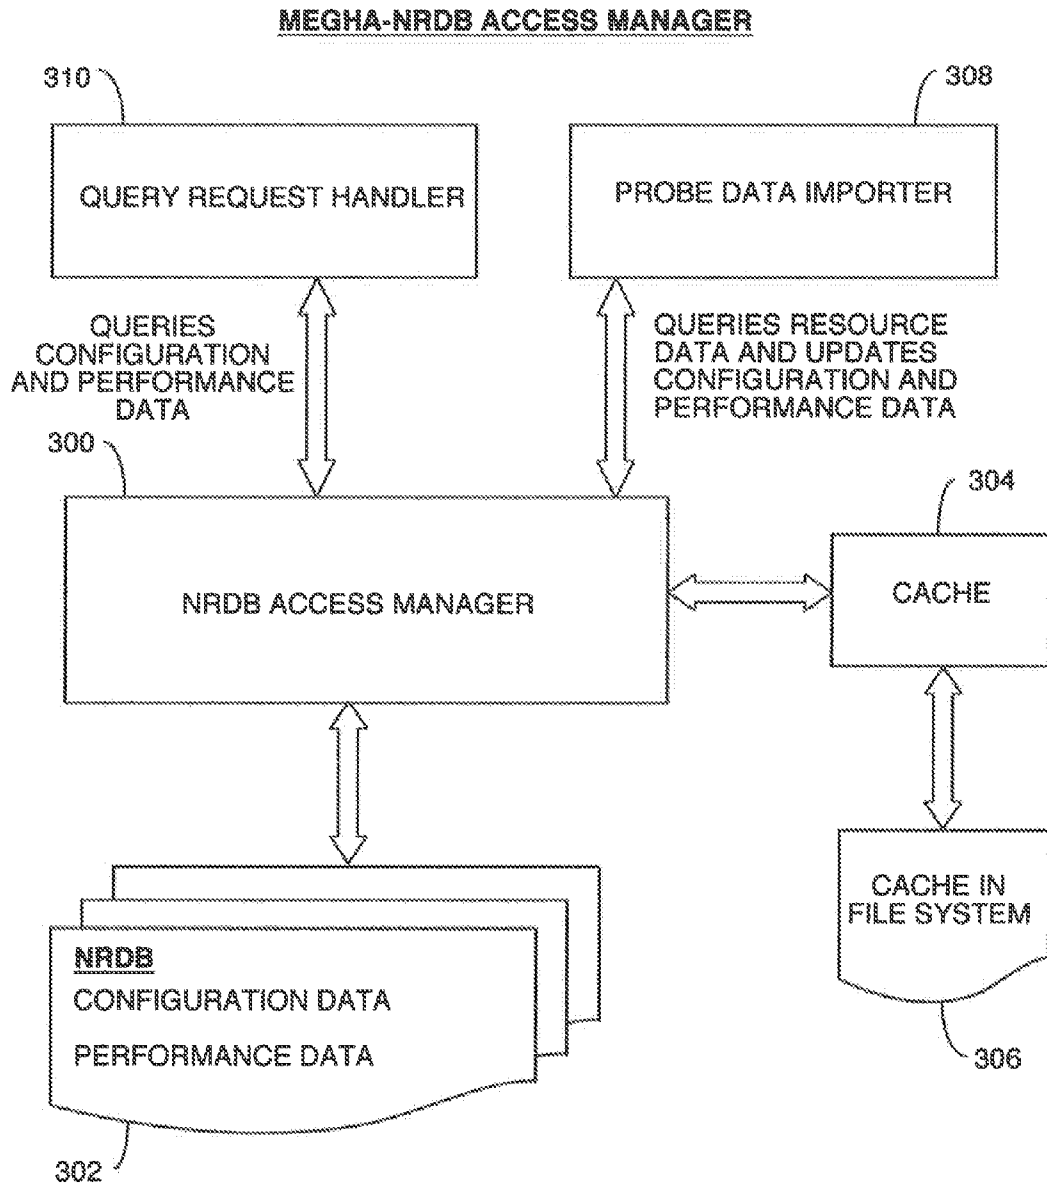 MEGHA-NRDB ACCESS MANAGER
310
308
QUERY REQUEST HANDLER
PROBE DATA IMPORTER
QUERIES
CONFIGURATION
AND PERFORMANCE
DATA
QUERIES RESOURCE
DATA AND UPDATES
CONFIGURATION AND
PERFORMANCE DATA
300
304
NRDB ACCESS MANAGER
CACHE
CACHE IN
FILE SYSTEM
NRDB
CONFIGURATION DATA
PERFORMANCE DATA
306
302